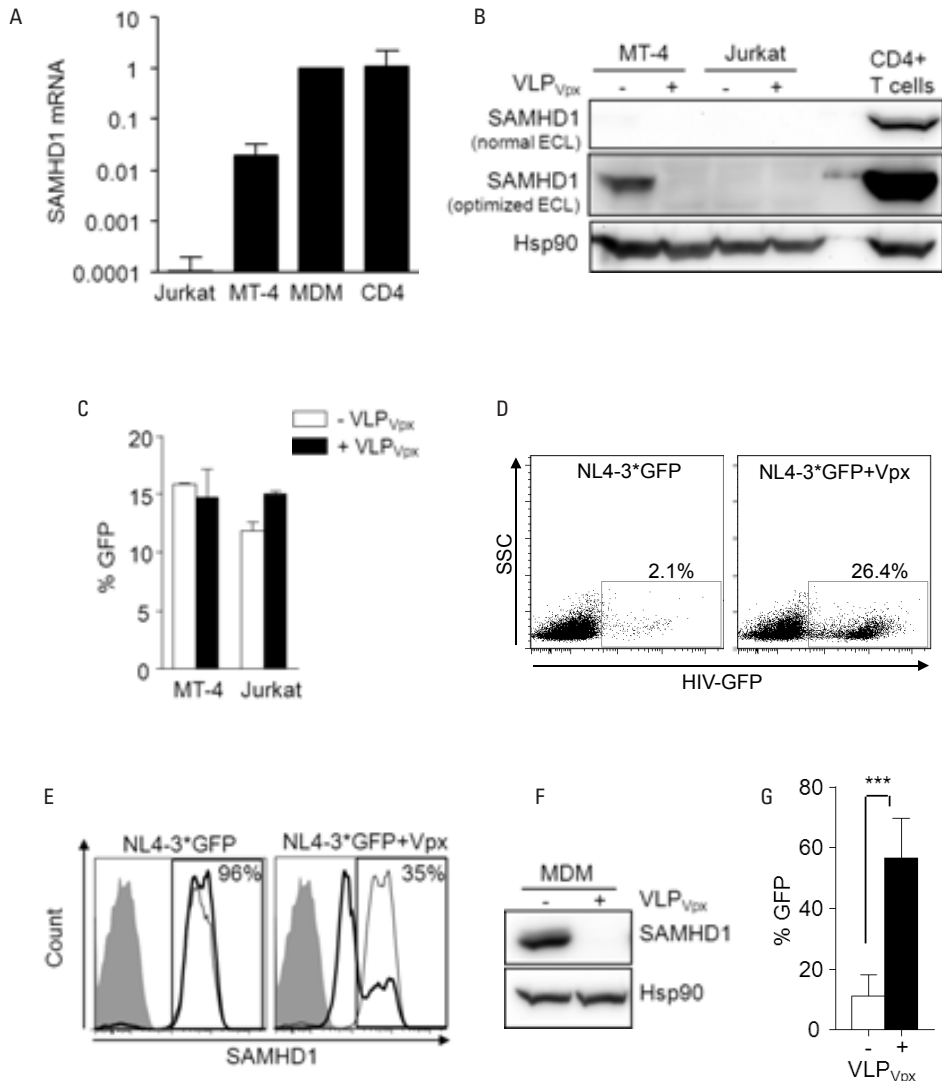 A
SAMHD1 mRNA
10
1
0.1
0.01
0.001
0.0001
Jurkat MT-4 MDM CD4
B
MT-4 Jurkat CD4+
T cells
VLPVpx - + - +
SAMHD1
(normal ECL)
SAMHD1
(optimized ECL)
Hsp90
C
- VLPVpx
+ VLPVpx
% GFP
20
15
10
5
0
MT-4 Jurkat
D
NL4-3*GFP NL4-3*GFP+Vpx
2.1% 26.4%
SSC
HIV-GFP
E
NL4-3*GFP NL4-3*GFP+Vpx
96% 35%
Count
SAMHD1
F
MDM
- + VLPVpx
SAMHD1
Hsp90
G
***
% GFP
80
60
40
20
0
- +
VLPVpx